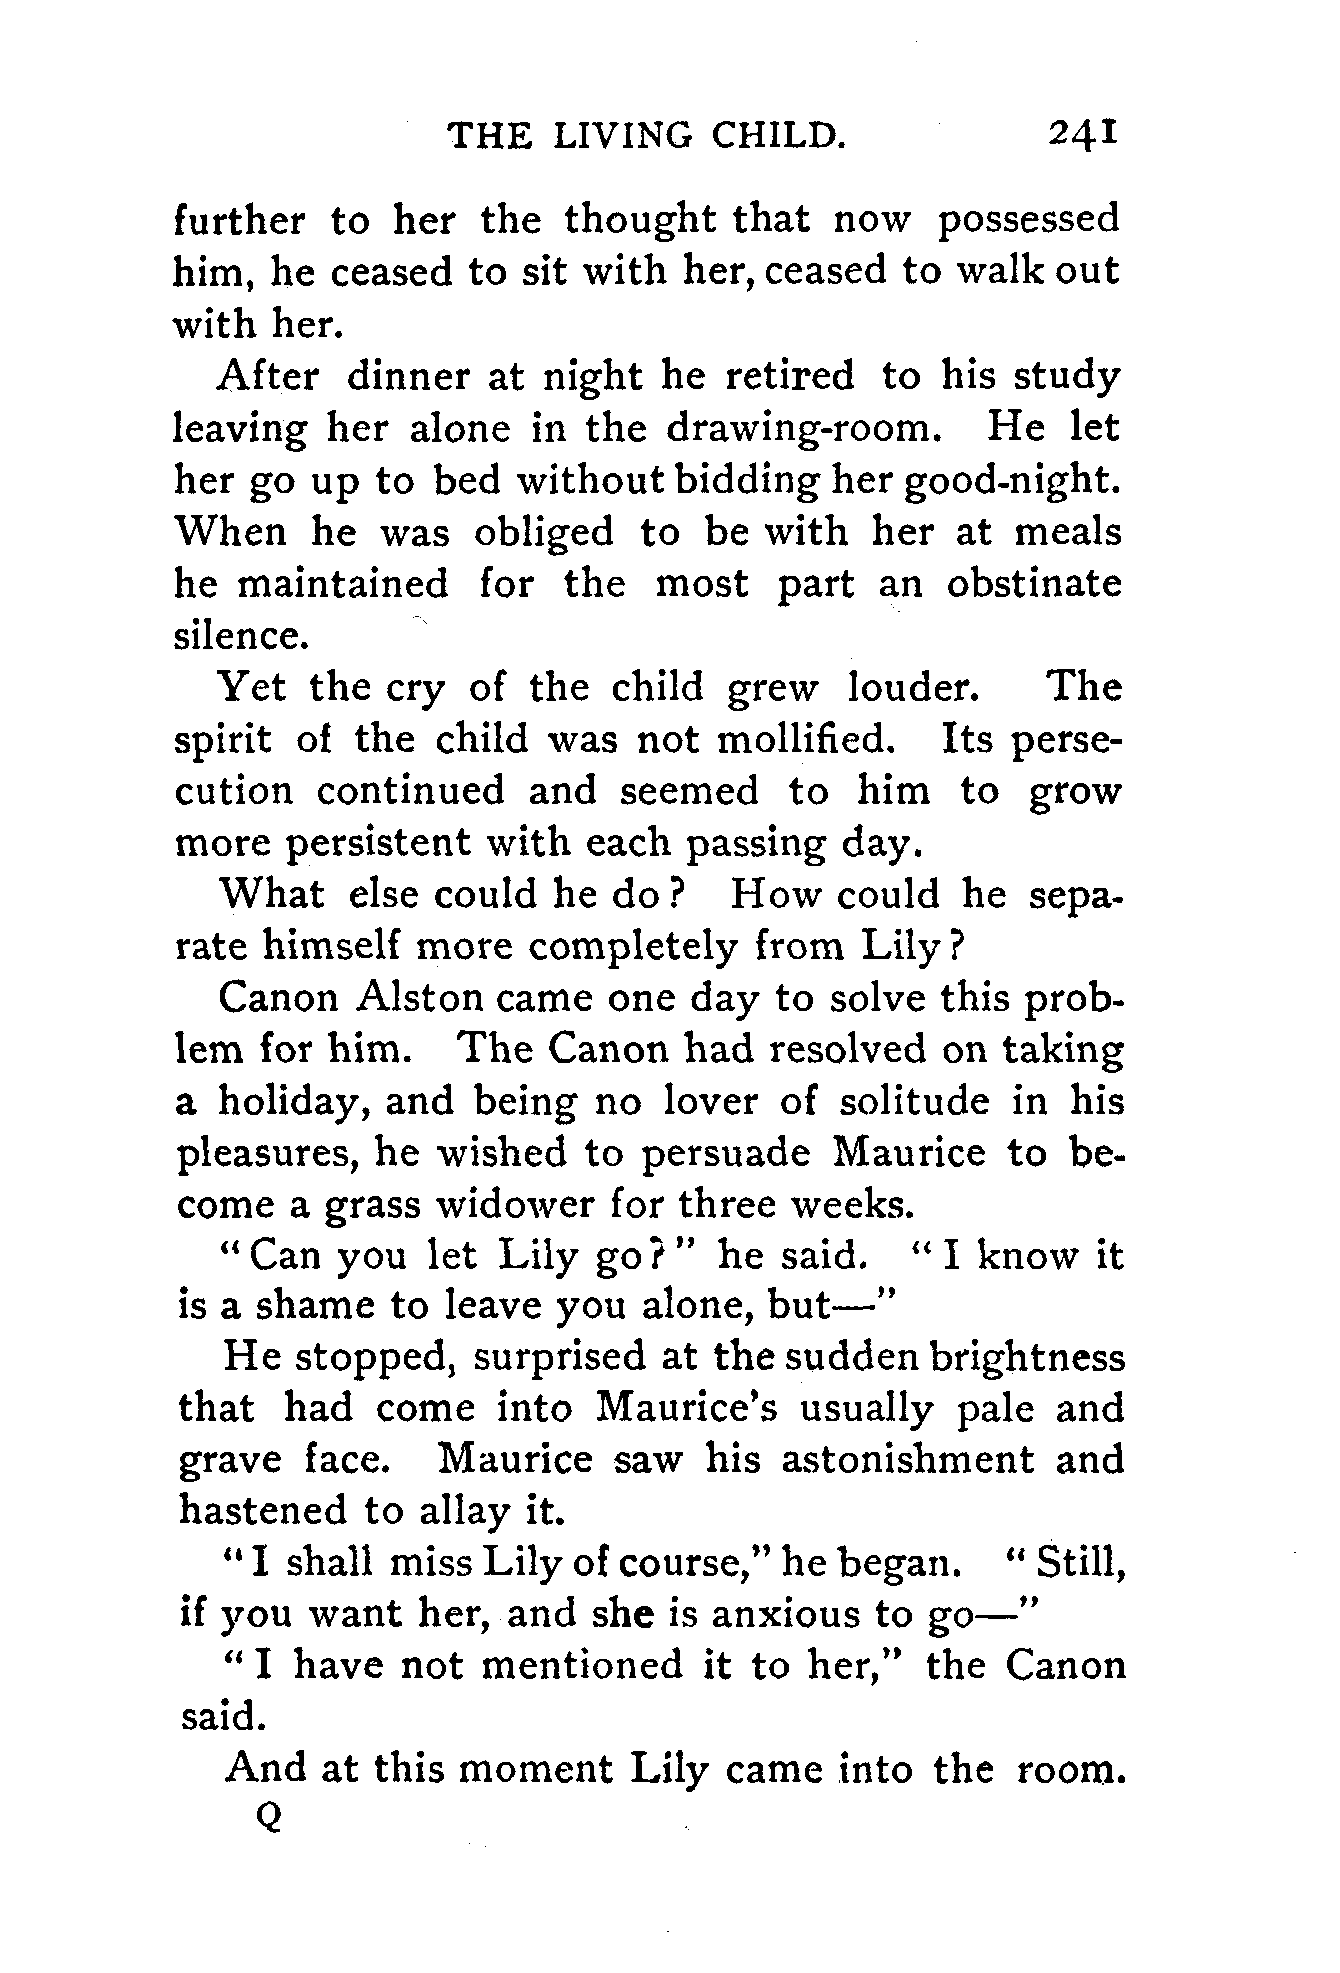 THE LIVING CHILD. 241
further to her the thought that now possessed
him, he ceased to sit with her, ceased to walk out
with her.
After dinner at night he retired to his study
leaving her alone in the drawing-room. He let
her go up to bed without bidding her good-night.
When he was obliged to be with her at meals
he maintained for the most part an obstinate
silence.
Yet the cry of the child grew louder. The
spirit of the child was not mollified. Its perse-
cution continued and seemed to him to grow
more persistent with each passing day.
What else could he do? How could he sepa-
rate himself more completely from Lily?
Canon Alston came one day to solve this prob-
lem for him. The Canon had resolved on taking
a holiday, and being no lover of solitude in his
pleasures, he wished to persuade Maurice to be-
come a grass widower for three weeks.
"Can you let Lily go?" he said. "I know it
is a shame to leave you alone, but—"
He stopped, surprised at the sudden brightness
that had come into Maurice's usually pale and
grave face. Maurice saw his astonishment and
hastened to allay it.
"I shall miss Lily of course," he began. "Still,
if you want her, and she is anxious to go—"
"I have not mentioned it to her," the Canon
said.
And at this moment Lily came into the room.
Q